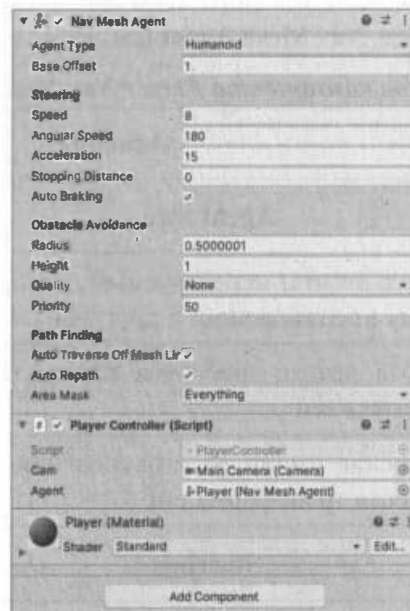 Nav Mesh Agent
Agent Type Humanoid
Base Offset 1
Steering
Speed 8
Angular Speed 180
Acceleration 15
Stopping Distance 0
Auto Braking
Obstacle Avoidance
Radius 0.5000001
Height 1
Quality None
Priority 50
Path Finding
Auto Traverse Off Mesh Lir
Auto Repath
Area Mask Everything
# Player Controller (Script)
Script PlayerController
Cam Main Camera (Camera)
Agent Player (Nav Mesh Agent)
Player (Material)
Shader Standard Edit...
Add Component